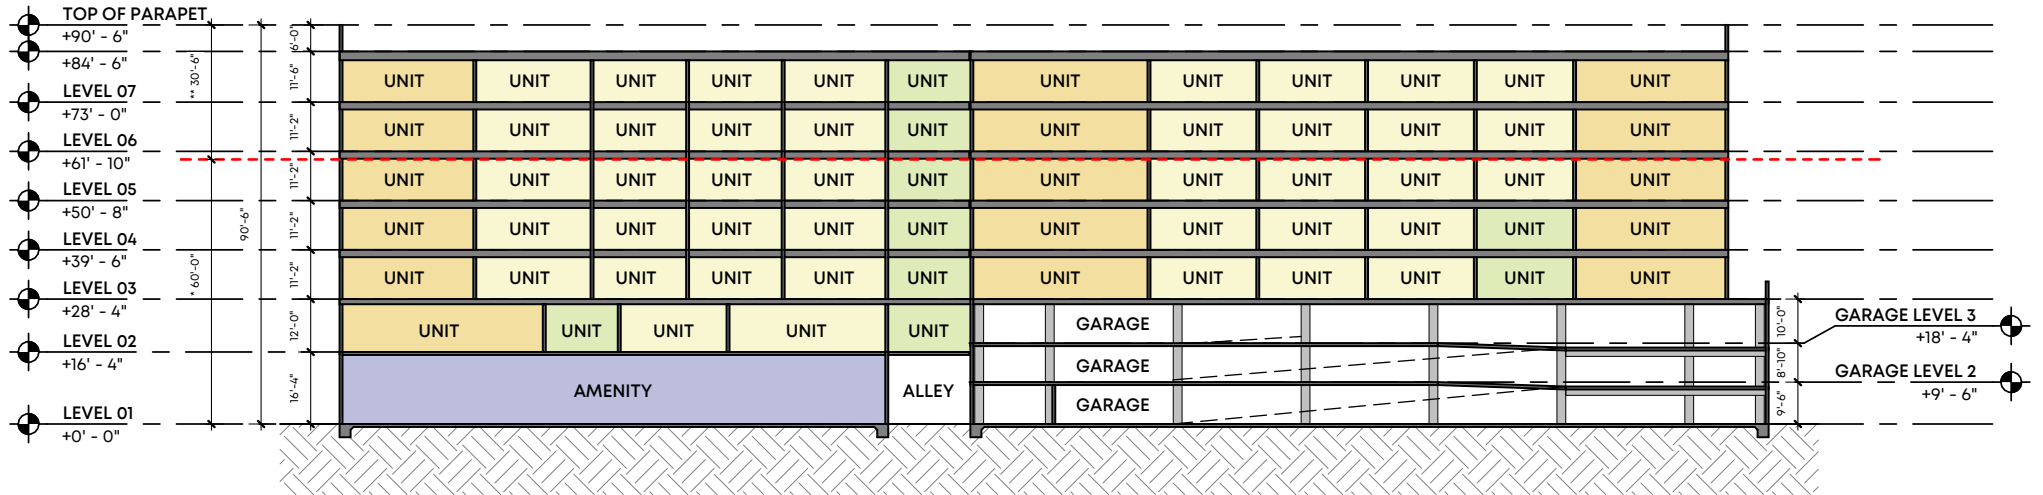 TOP OF PARAPET
+90' - 6"
+84' - 6"
LEVEL 07
+73' - 0"
LEVEL 06
+61' - 10"
LEVEL 05
+50' - 8"
LEVEL 04
+39' - 6"
LEVEL 03
+28' - 4"
LEVEL 02
+16' - 4"
LEVEL 01
+0' - 0"
** 30'-6"
* 60'-0"
90'-6"
6'-0"
11'-6"
11'-2"
11'-2"
11'-2"
11'-2"
12'-0"
16'-4"
UNIT UNIT UNIT UNIT UNIT UNIT UNIT UNIT UNIT UNIT UNIT UNIT
UNIT UNIT UNIT UNIT UNIT UNIT UNIT UNIT UNIT UNIT UNIT UNIT
UNIT UNIT UNIT UNIT UNIT UNIT UNIT UNIT UNIT UNIT UNIT UNIT
UNIT UNIT UNIT UNIT UNIT UNIT UNIT UNIT UNIT UNIT UNIT UNIT
UNIT UNIT UNIT UNIT UNIT UNIT UNIT UNIT UNIT UNIT UNIT UNIT
UNIT UNIT UNIT UNIT UNIT GARAGE
GARAGE
AMENITY ALLEY GARAGE
10'-0"
8'-10"
9'-6"
GARAGE LEVEL 3
+18' - 4"
GARAGE LEVEL 2
+9' - 6"